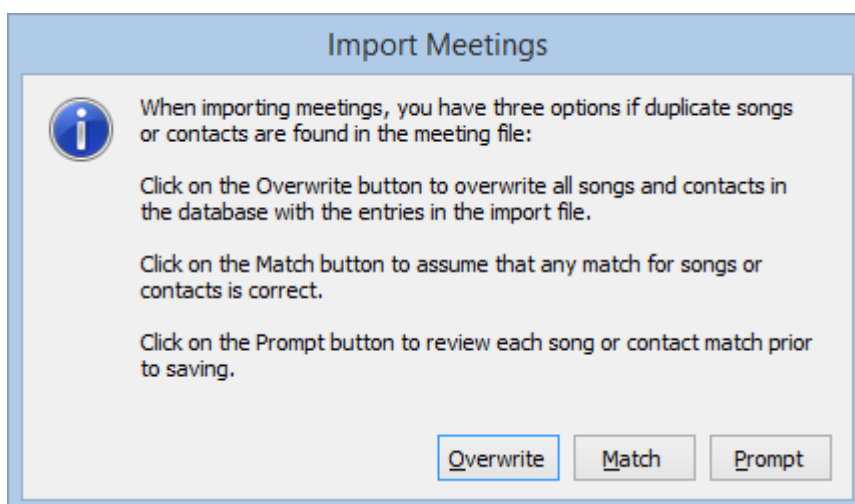 Import Meetings
When importing meetings, you have three options if duplicate songs
or contacts are found in the meeting file:
Click on the Overwrite button to overwrite all songs and contacts in
the database with the entries in the import file.
Click on the Match button to assume that any match for songs or
contacts is correct.
Click on the Prompt button to review each song or contact match prior
to saving.
Overwrite Match Prompt